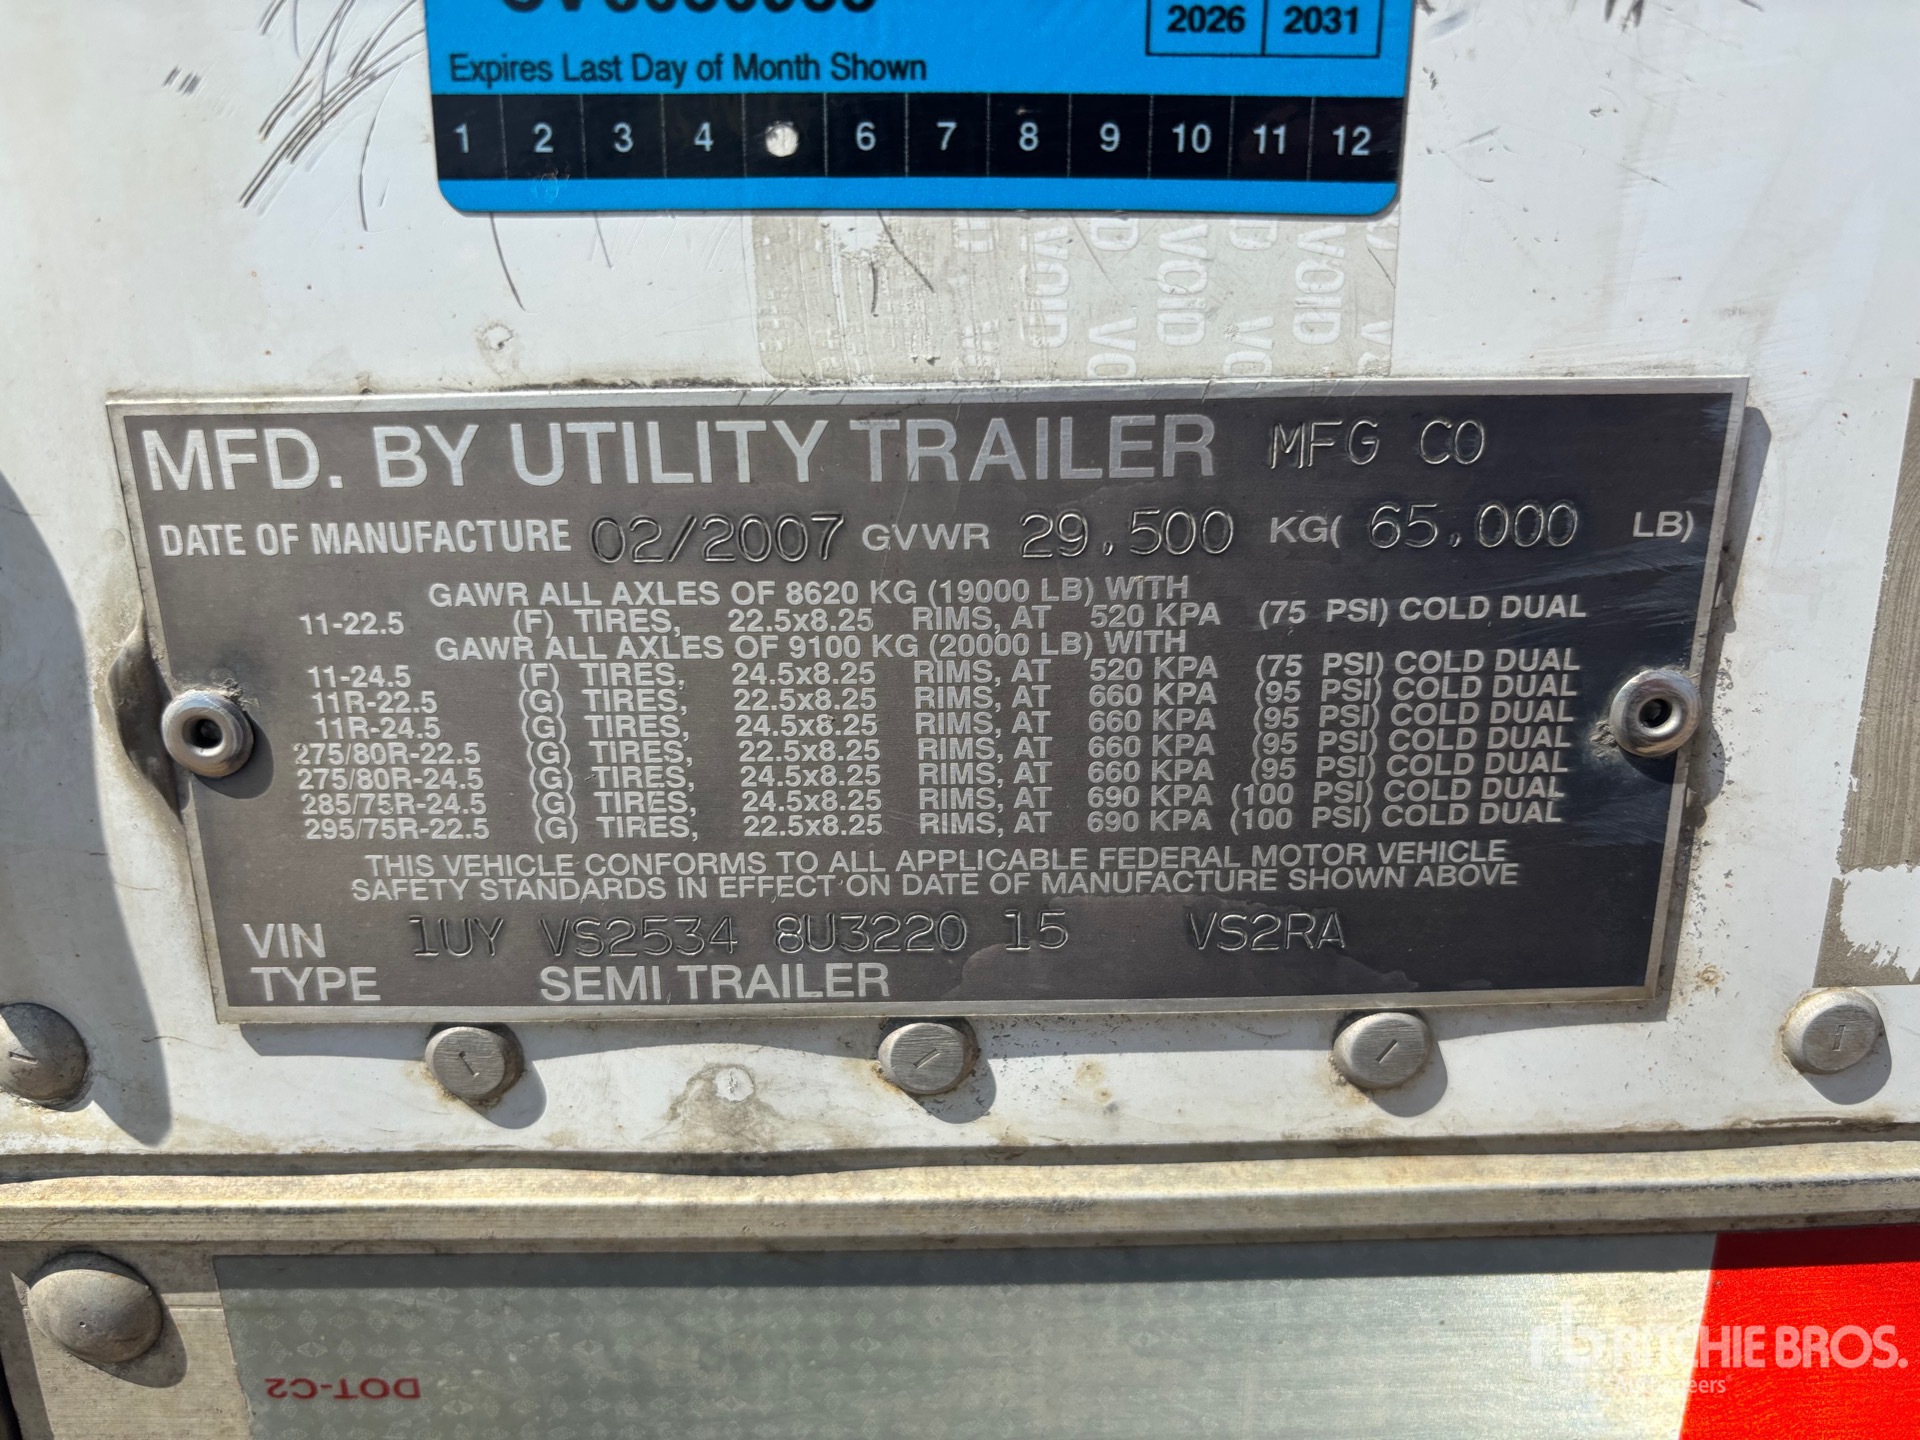 2026 2031
Expires Last Day of Month Shown
1 2 3 4 6 7 8 9 10 11 12
VOID VOID VOID
MFD. BY UTILITY TRAILER MFG CO
DATE OF MANUFACTURE 02/2007 GVWR 29,500 KG( 65,000 LB)
GAWR ALL AXLES OF 8620 KG (19000 LB) WITH
11-22.5 (F) TIRES, 22.5x8.25 RIMS, AT 520 KPA (75 PSI) COLD DUAL
GAWR ALL AXLES OF 9100 KG (20000 LB) WITH
11-24.5 (F) TIRES, 24.5x8.25 RIMS, AT 520 KPA (75 PSI) COLD DUAL
11R-22.5 (G) TIRES, 22.5x8.25 RIMS, AT 660 KPA (95 PSI) COLD DUAL
11R-24.5 (G) TIRES, 24.5x8.25 RIMS, AT 660 KPA (95 PSI) COLD DUAL
275/80R-22.5 (G) TIRES, 22.5x8.25 RIMS, AT 660 KPA (95 PSI) COLD DUAL
275/80R-24.5 (G) TIRES, 24.5x8.25 RIMS, AT 660 KPA (95 PSI) COLD DUAL
285/75R-24.5 (G) TIRES, 24.5x8.25 RIMS, AT 690 KPA (100 PSI) COLD DUAL
295/75R-22.5 (G) TIRES, 22.5x8.25 RIMS, AT 690 KPA (100 PSI) COLD DUAL
THIS VEHICLE CONFORMS TO ALL APPLICABLE FEDERAL MOTOR VEHICLE
SAFETY STANDARDS IN EFFECT ON DATE OF MANUFACTURE SHOWN ABOVE
VIN 1UY VS2534 8U3220 15 VS2RA
TYPE SEMI TRAILER
DOT-C2
RITCHIE BROS.
Auctioneers